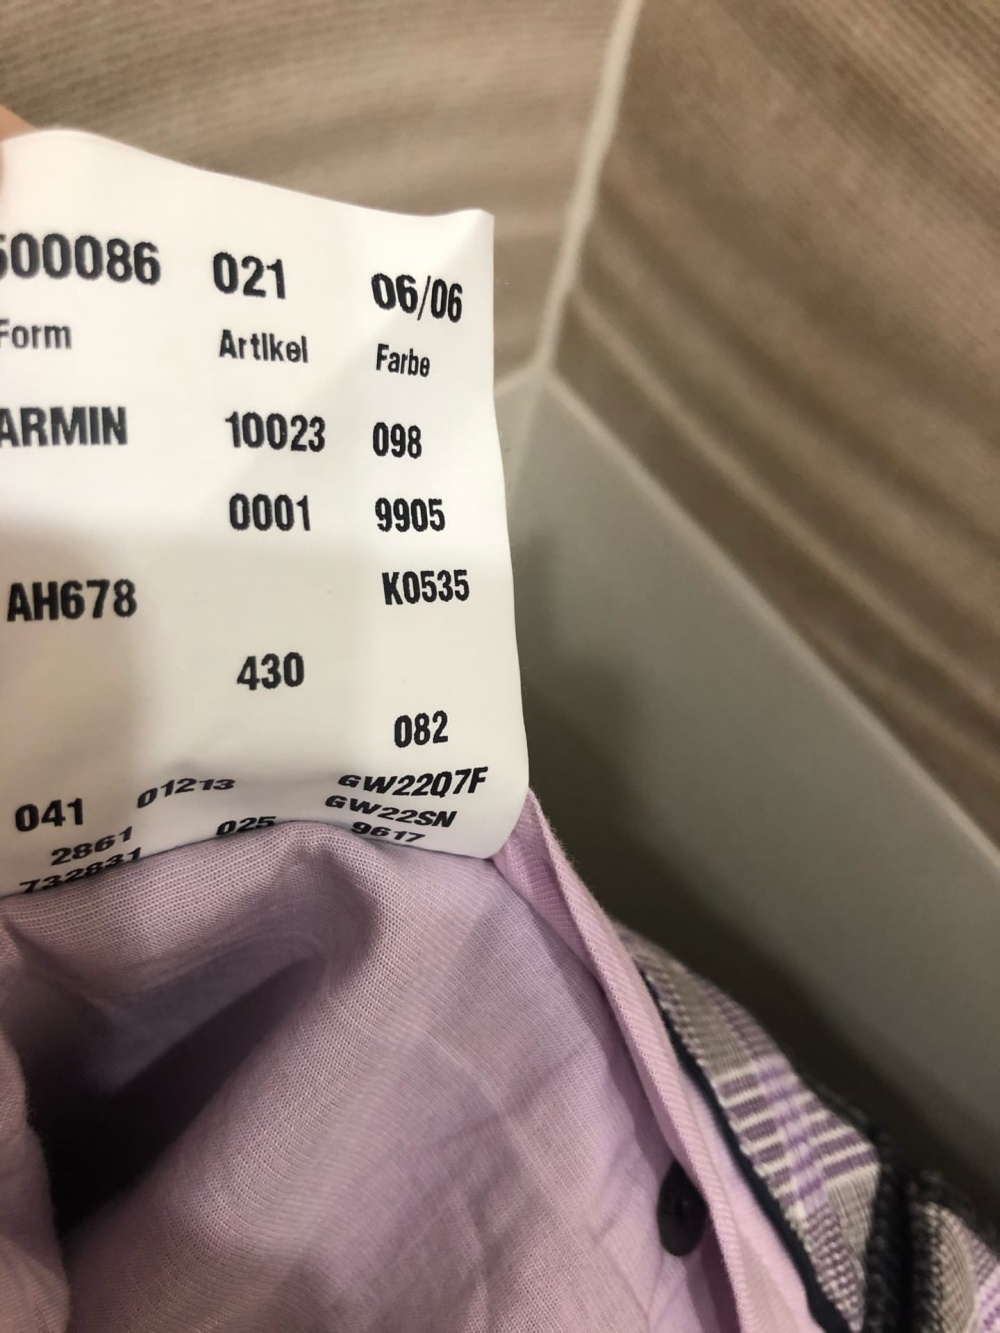 500086 021 06/06
Form Artikel Farbe
ARMIN 10023 098
0001 9905
AH678 K0535
430
082
041 01213 GW22Q7F
2861 025 GW22SN
732831 9617